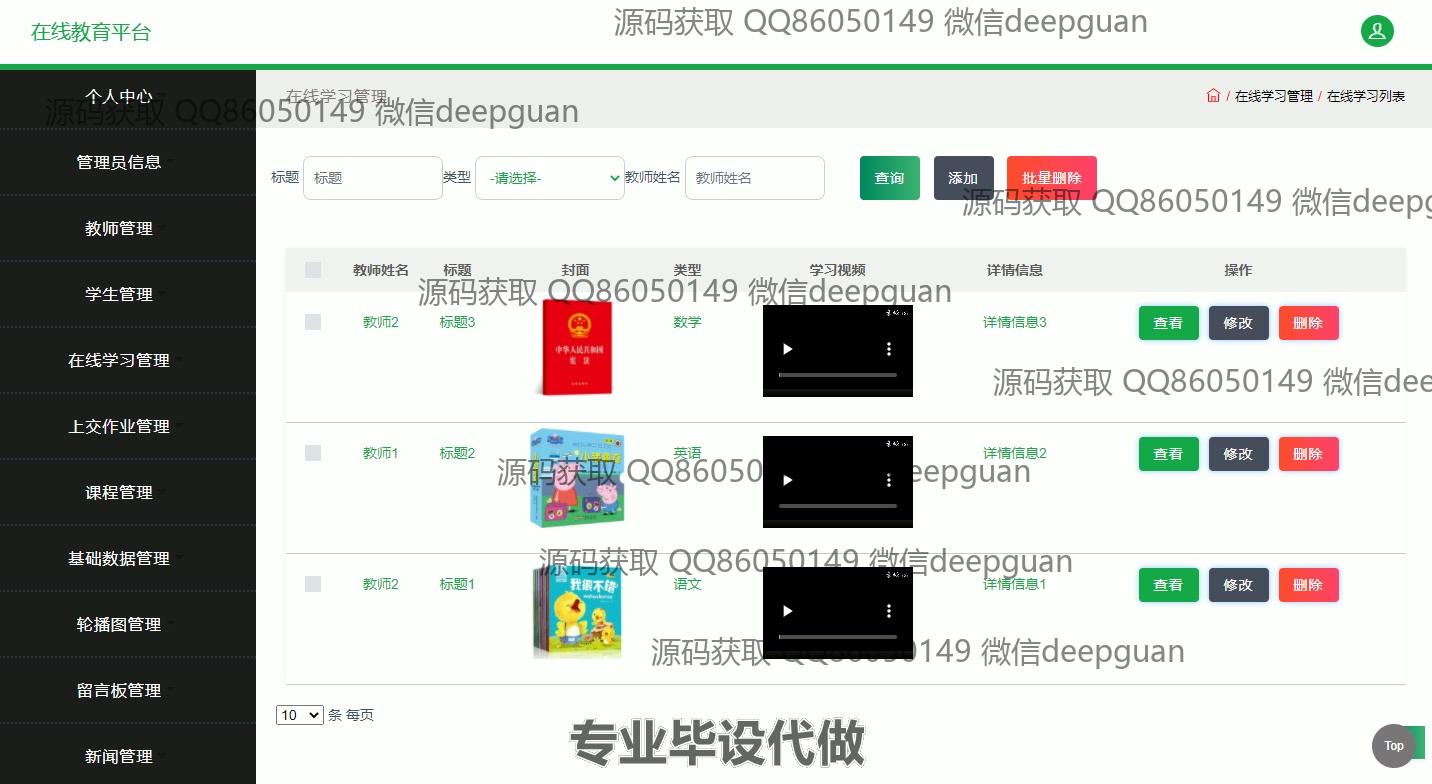 在线教育平台
源码获取 QQ86050149 微信deepguan
个人中心
源码获取 QQ86050149 微信deepguan
在线学习管理
/ 在线学习管理 / 在线学习列表
管理员信息
教师管理
学生管理
在线学习管理
上交作业管理
课程管理
基础数据管理
轮播图管理
留言板管理
新闻管理
标题 标题 类型 -请选择- 教师姓名 教师姓名 查询 添加 批量删除
源码获取 QQ86050149 微信deepg
教师姓名 标题 封面 类型 学习视频 详情信息 操作
源码获取 QQ86050149 微信deepguan
教师2 标题3 数学 详情信息3 查看 修改 删除
中华人民共和国
宪 法
源码获取 QQ86050149 微信dee
教师1 标题2 英语 详情信息2 查看 修改 删除
源码获取 QQ86050 eepguan
源码获取 QQ86050149 微信deepguan
教师2 标题1 语文 详情信息1 查看 修改 删除
我很不错
源码获取 QQ86050149 微信deepguan
10 条 每页
专业毕设代做
Top